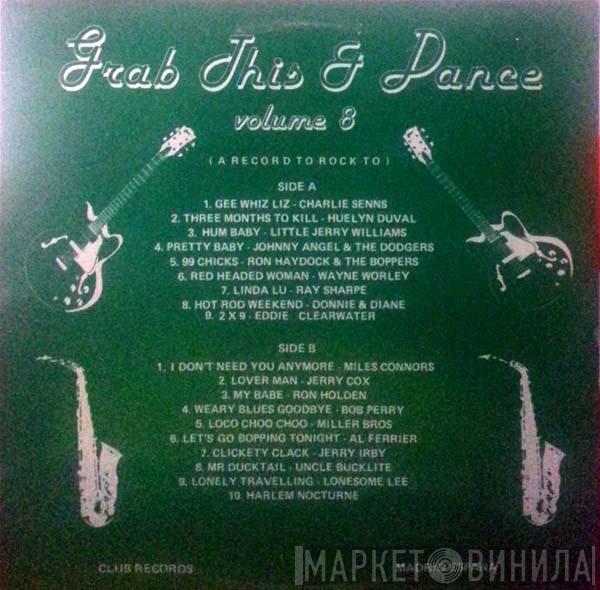 Grab This & Dance
volume 8
(A RECORD TO ROCK TO)
SIDE A
1. GEE WHIZ LIZ - CHARLIE SENNS
2. THREE MONTHS TO KILL - HUELYN DUVAL
3. HUM BABY - LITTLE JERRY WILLIAMS
4. PRETTY BABY - JOHNNY ANGEL & THE DODGERS
5. 99 CHICKS - RON HAYDOCK & THE BOPPERS
6. RED HEADED WOMAN - WAYNE WORLEY
7. LINDA LU - RAY SHARPE
8. HOT ROD WEEKEND - DONNIE & DIANE
9. 2 X 9 - EDDIE CLEARWATER
SIDE B
1. I DON'T NEED YOU ANYMORE - MILES CONNORS
2. LOVER MAN - JERRY COX
3. MY BABE - RON HOLDEN
4. WEARY BLUES GOODBYE - BOB PERRY
5. LOCO CHOO CHOO - MILLER BROS
6. LET'S GO BOPPING TONIGHT - AL FERRIER
7. CLICKETY CLACK - JERRY IRBY
8. MR DUCKTAIL - UNCLE BUCKLITE
9. LONELY TRAVELLING - LONESOME LEE
10. HARLEM NOCTURNE
CLUB RECORDS
МАРКЕТ ВИНИЛА